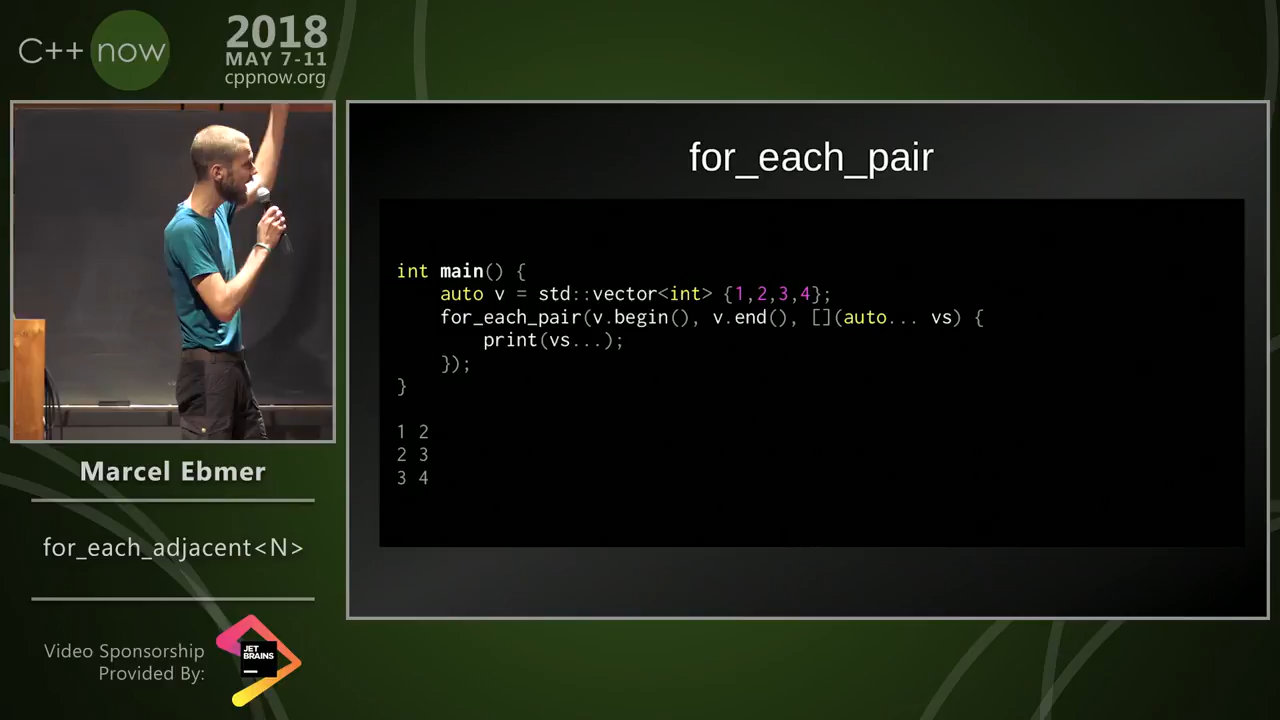 C++ now
2018
MAY 7-11
cppnow.org
for_each_pair
int main() {
auto v = std::vector<int> {1,2,3,4};
for_each_pair(v.begin(), v.end(), [](auto... vs) {
print(vs...);
});
}
1 2
2 3
3 4
Marcel Ebmer
for_each_adjacent<N>
Video Sponsorship
Provided By:
JET
BRAINS